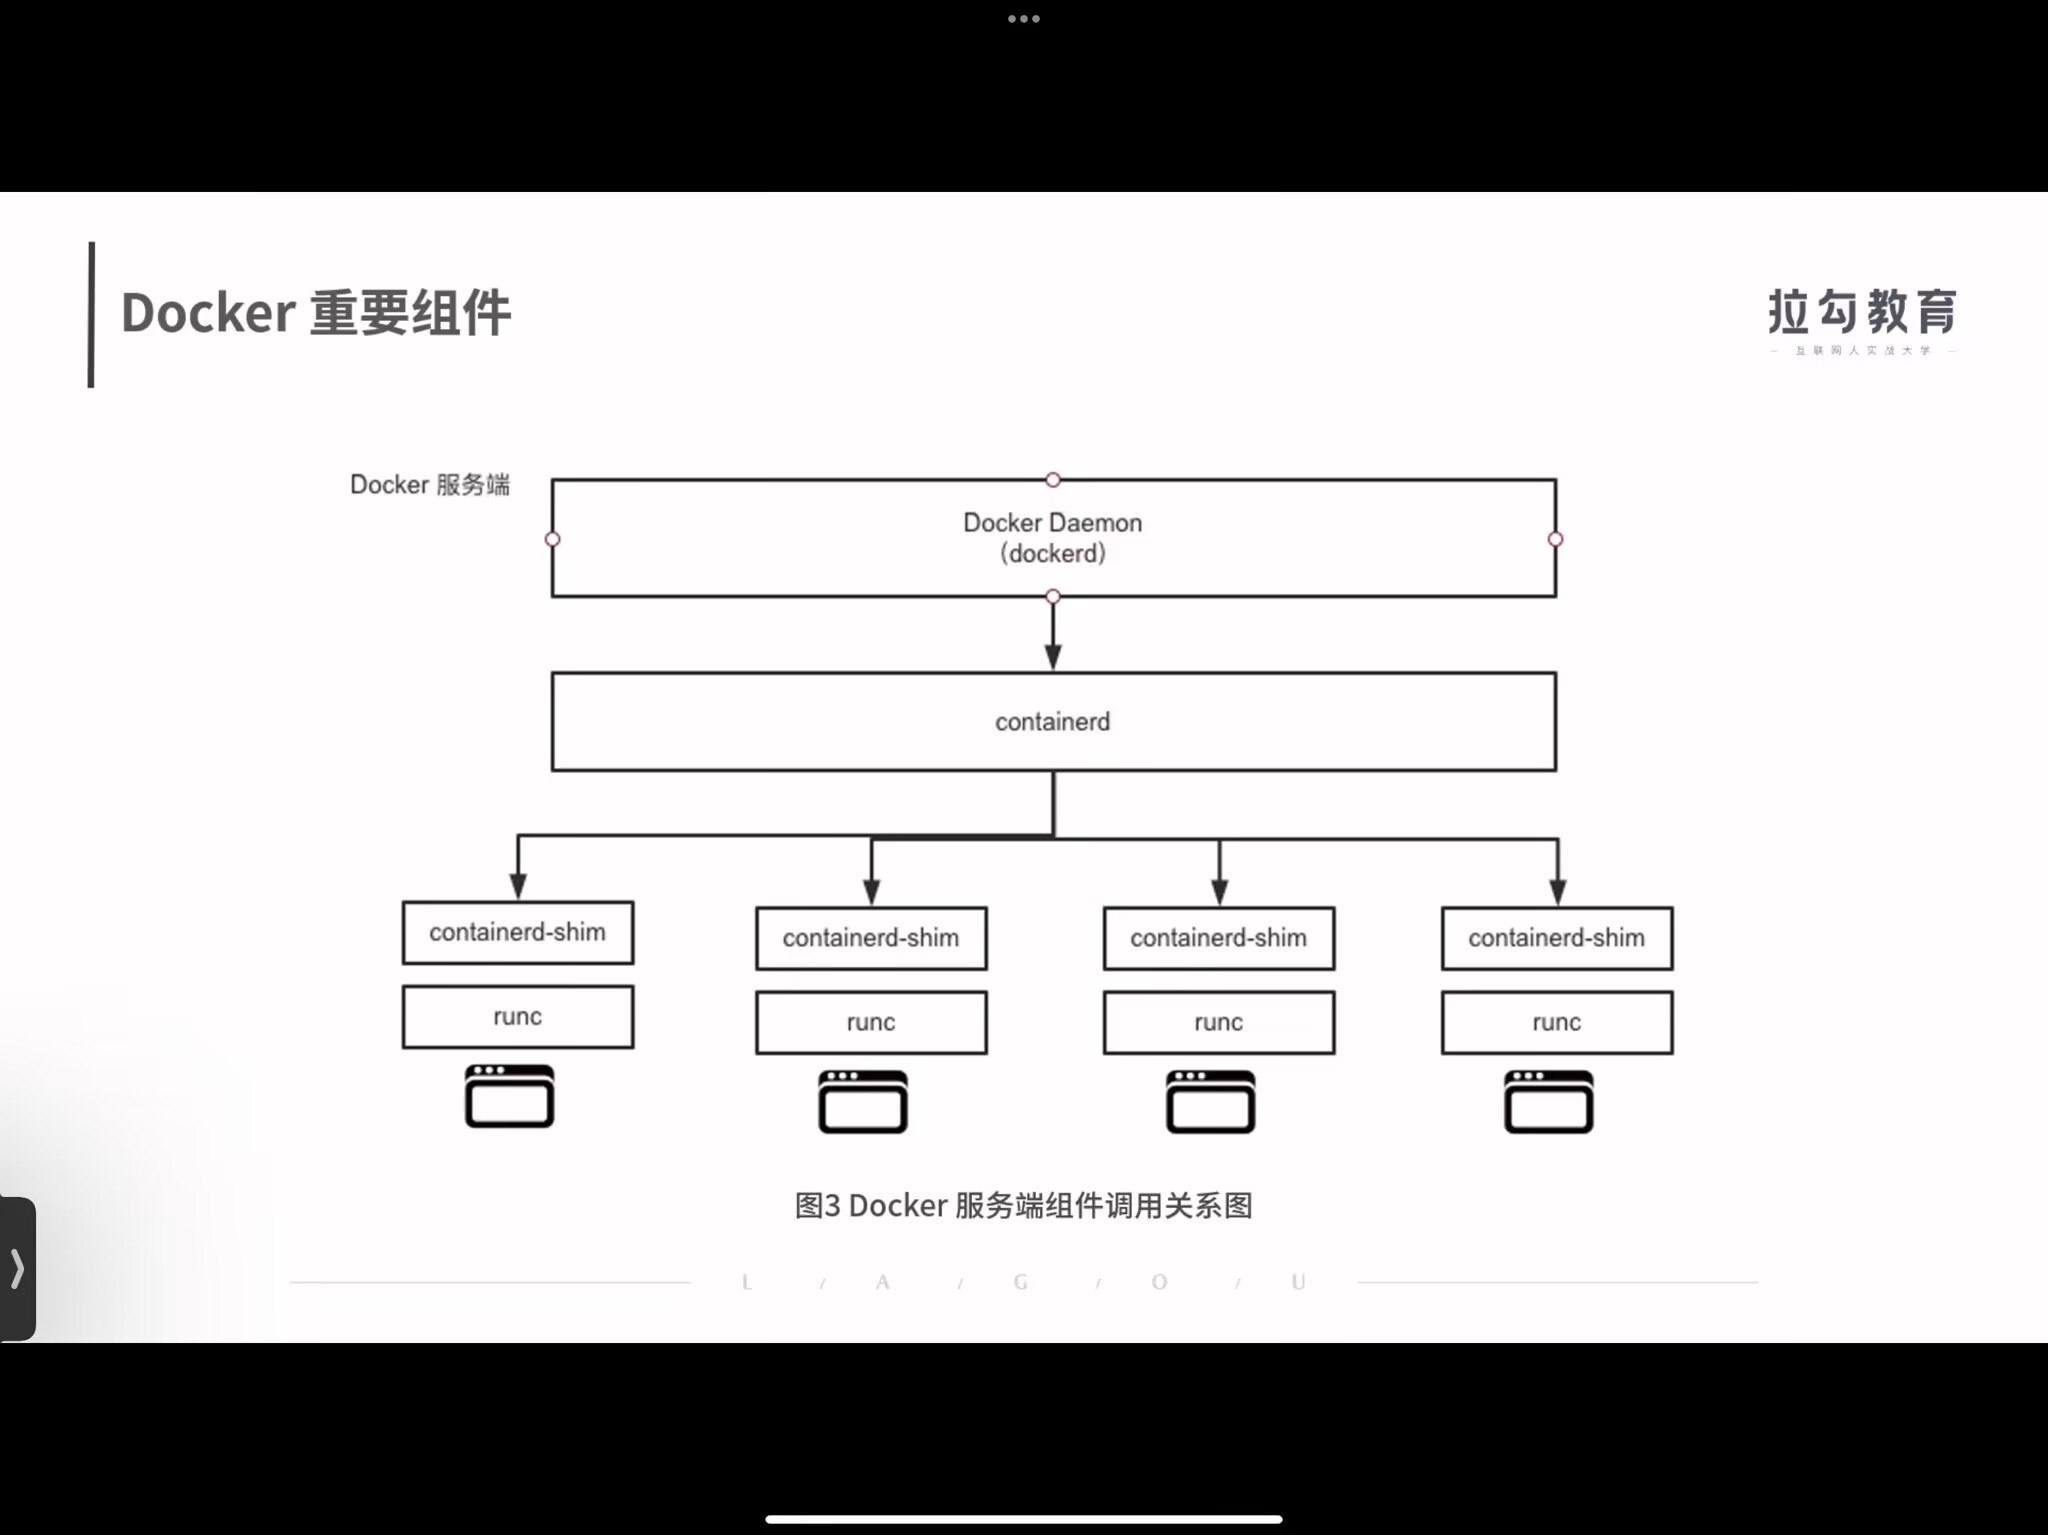 Docker 重要组件
拉勾教育
互联网人实战大学
Docker 服务端
Docker Daemon
(dockerd)
containerd
containerd-shim
containerd-shim
containerd-shim
containerd-shim
runc
runc
runc
runc
图3 Docker 服务端组件调用关系图
L / A / G / O / U